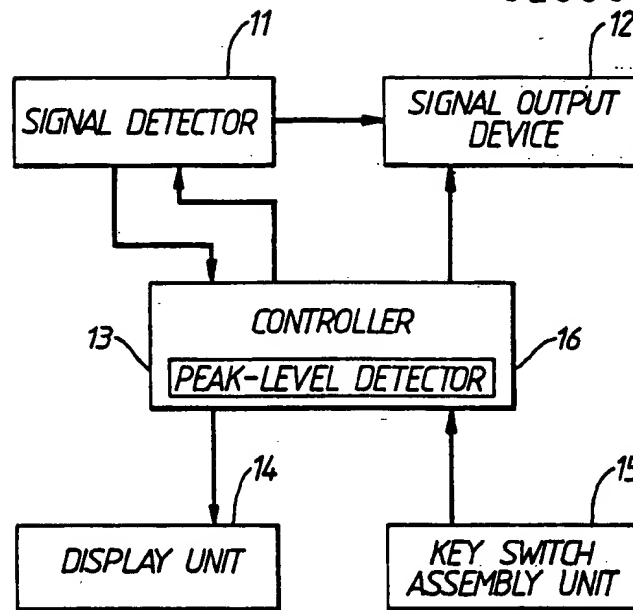 11
12
SIGNAL DETECTOR
SIGNAL OUTPUT
DEVICE
CONTROLLER
13
16
PEAK-LEVEL DETECTOR
14
15
DISPLAY UNIT
KEY SWITCH
ASSEMBLY UNIT